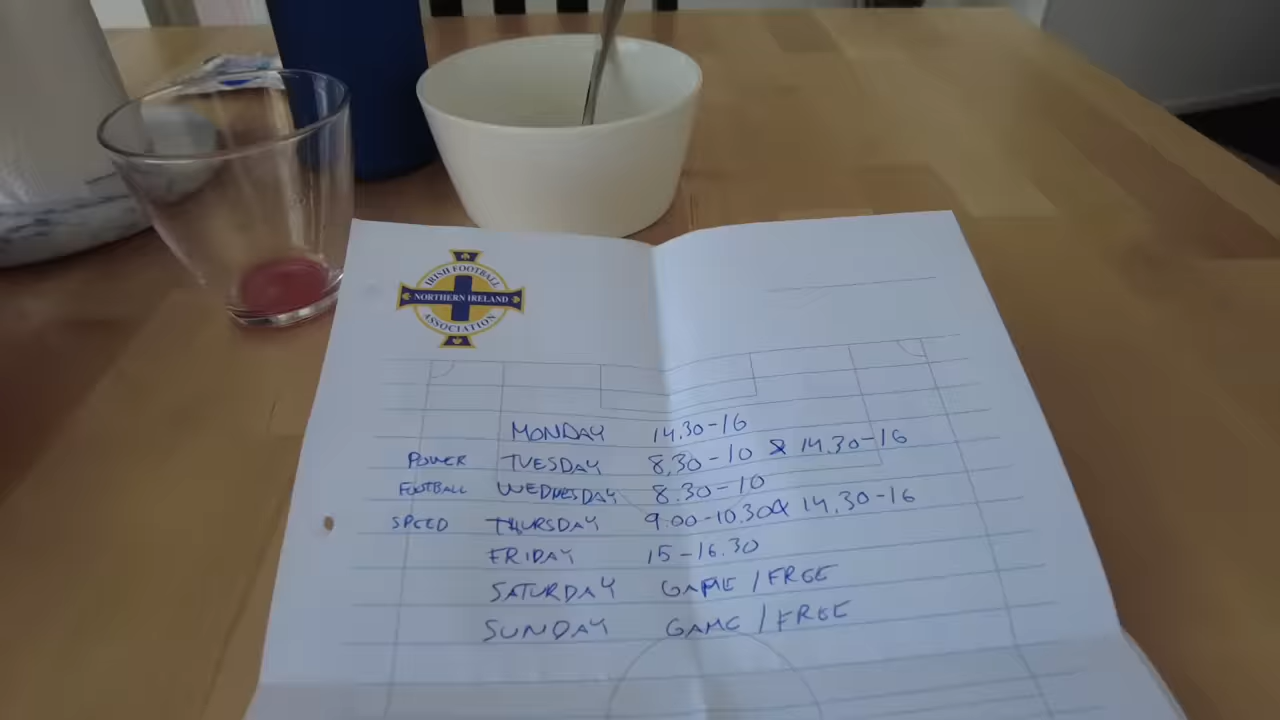 IRISH FOOTBALL
NORTHERN IRELAND
ASSOCIATION
MONDAY 14.30-16
POWER TUESDAY 8.30-10 & 14.30-16
FOOTBALL WEDNESDAY 8.30-10
SPEED THURSDAY 9.00-10.30& 14.30-16
FRIDAY 15-16.30
SATURDAY GAME / FREE
SUNDAY GAME / FREE